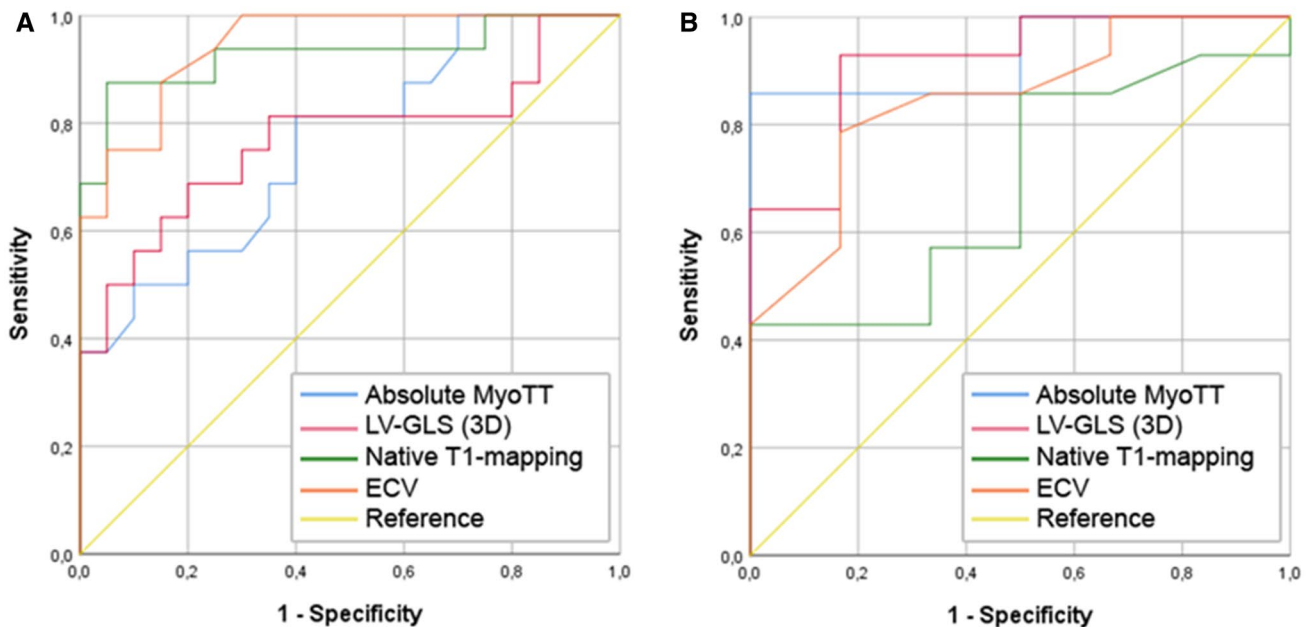 A
Sensitivity
1,0
0,8
0,6
0,4
0,2
0,0
0,0 0,2 0,4 0,6 0,8 1,0
1 - Specificity
Absolute MyoTT
LV-GLS (3D)
Native T1-mapping
ECV
Reference
B
Sensitivity
1,0
0,8
0,6
0,4
0,2
0,0
0,0 0,2 0,4 0,6 0,8 1,0
1 - Specificity
Absolute MyoTT
LV-GLS (3D)
Native T1-mapping
ECV
Reference